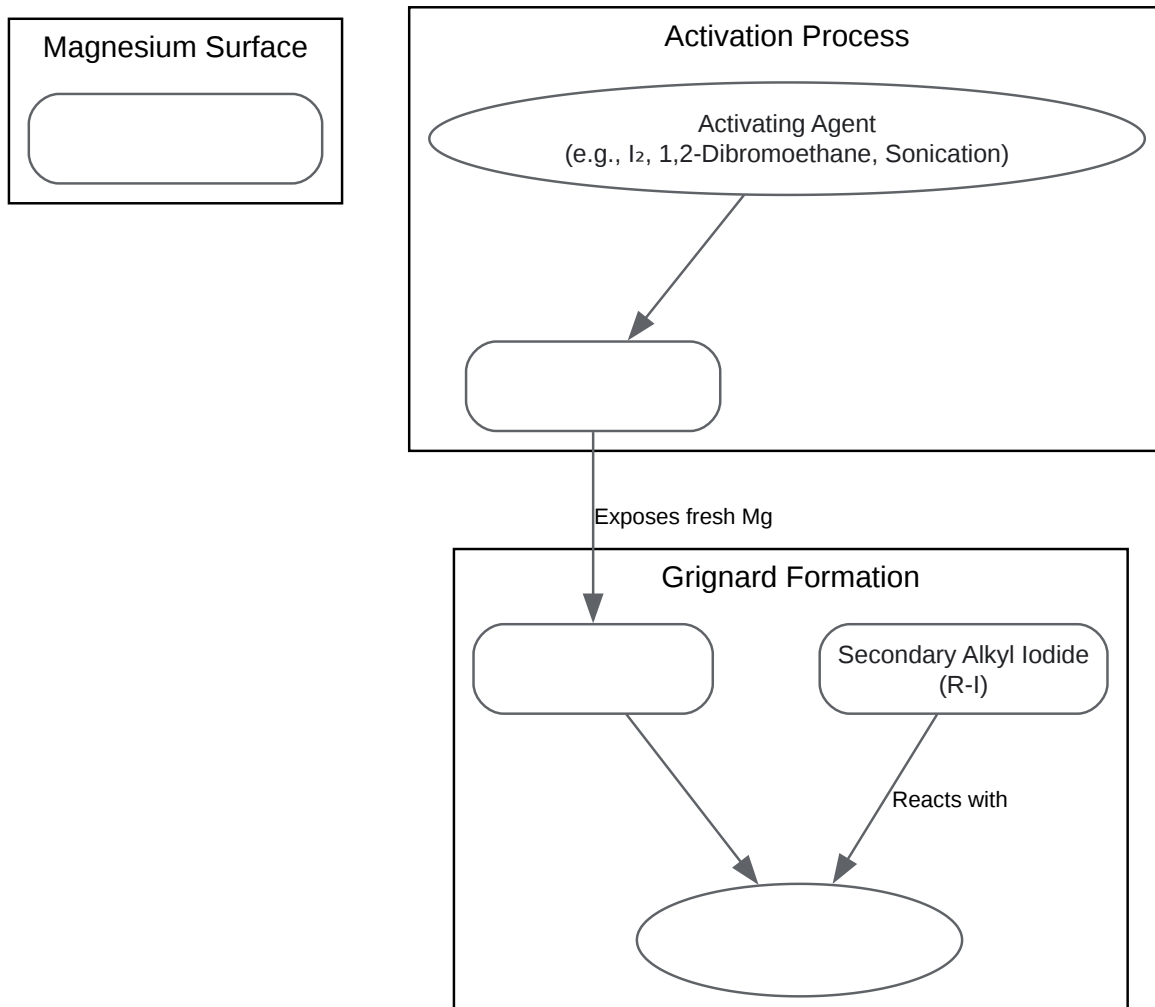 Magnesium Surface
Activation Process
Activating Agent
(e.g., I₂, 1,2-Dibromoethane, Sonication)
Exposes fresh Mg
Grignard Formation
Secondary Alkyl Iodide
(R-I)
Reacts with